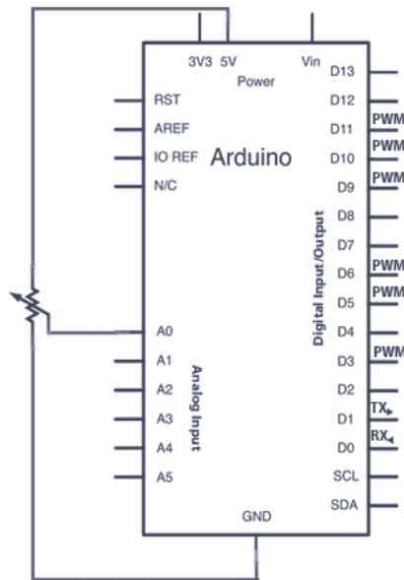 3V3 5V Vin
Power
D13
RST D12
AREF D11 PWM
IO REF Arduino D10 PWM
N/C D9 PWM
D8
D7
D6 PWM
D5 PWM
Digital Input/Output
A0 D4
A1 D3 PWM
A2 D2
A3 D1 TX
A4 D0 RX
Analog Input
A5 SCL
SDA
GND